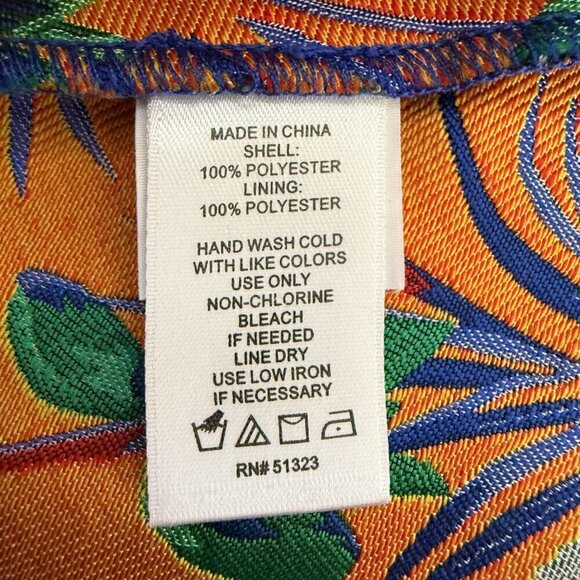 MADE IN CHINA
SHELL:
100% POLYESTER
LINING:
100% POLYESTER
HAND WASH COLD
WITH LIKE COLORS
USE ONLY
NON-CHLORINE
BLEACH
IF NEEDED
LINE DRY
USE LOW IRON
IF NECESSARY
RN# 51323